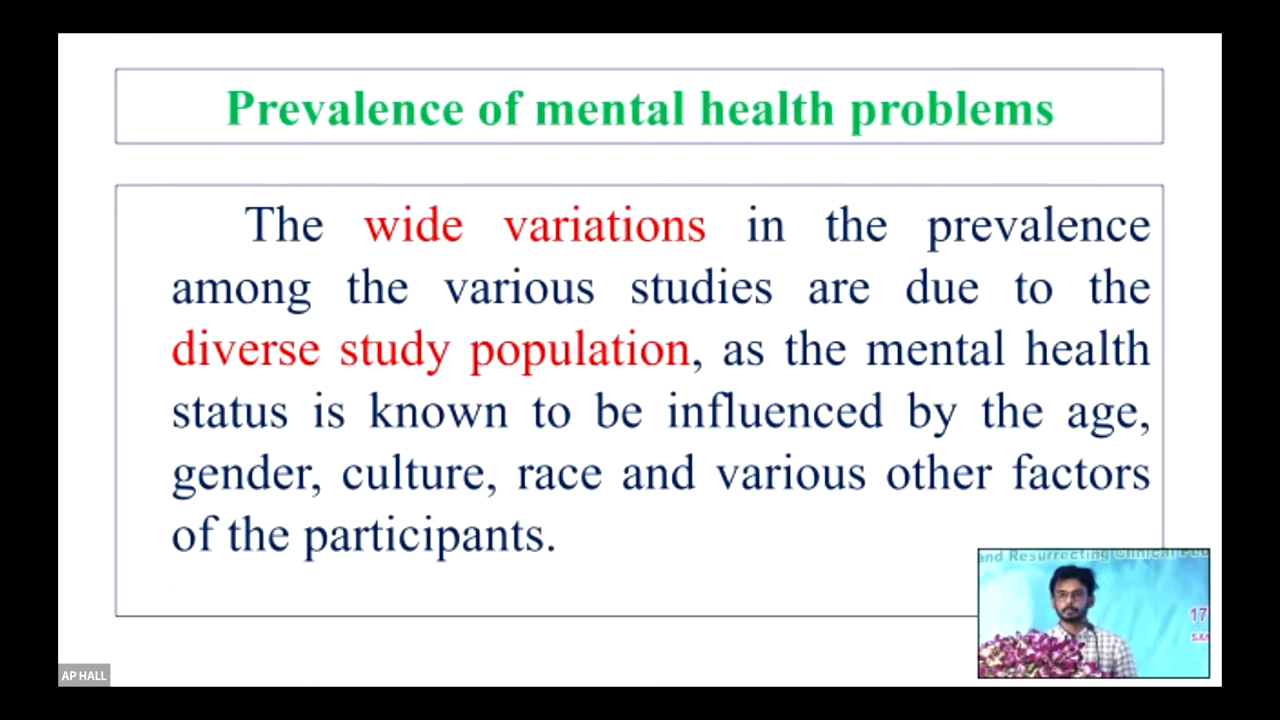 Prevalence of mental health problems
The wide variations in the prevalence
among the various studies are due to the
diverse study population, as the mental health
status is known to be influenced by the age,
gender, culture, race and various other factors
of the participants.
and Resurrecting Clinical
17
AP HALL